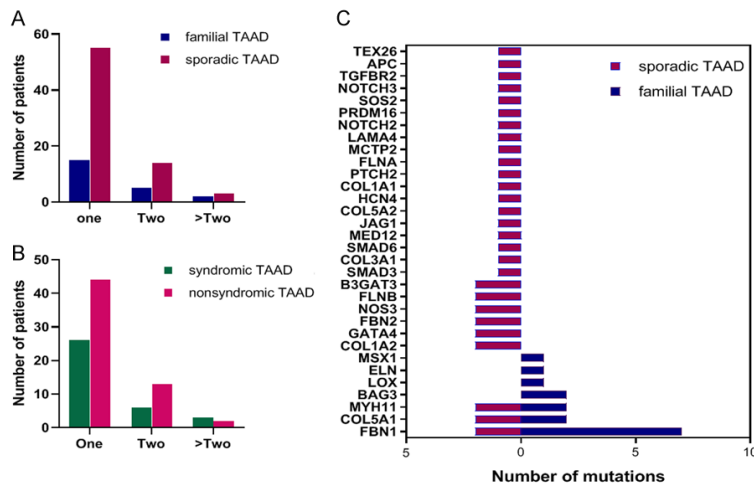 A
Number of patients
60
40
20
0
familial TAAD
sporadic TAAD
one Two >Two
B
Number of patients
50
40
30
20
10
0
syndromic TAAD
nonsyndromic TAAD
One Two >Two
C
TEX26
APC
TGFBR2
NOTCH3
SOS2
PRDM16
NOTCH2
LAMA4
MCTP2
FLNA
PTCH2
COL1A1
HCN4
COL5A2
JAG1
MED12
SMAD6
COL3A1
SMAD3
B3GAT3
FLNB
NOS3
FBN2
GATA4
COL1A2
MSX1
ELN
LOX
BAG3
MYH11
COL5A1
FBN1
sporadic TAAD
familial TAAD
5 0 5 10
Number of mutations